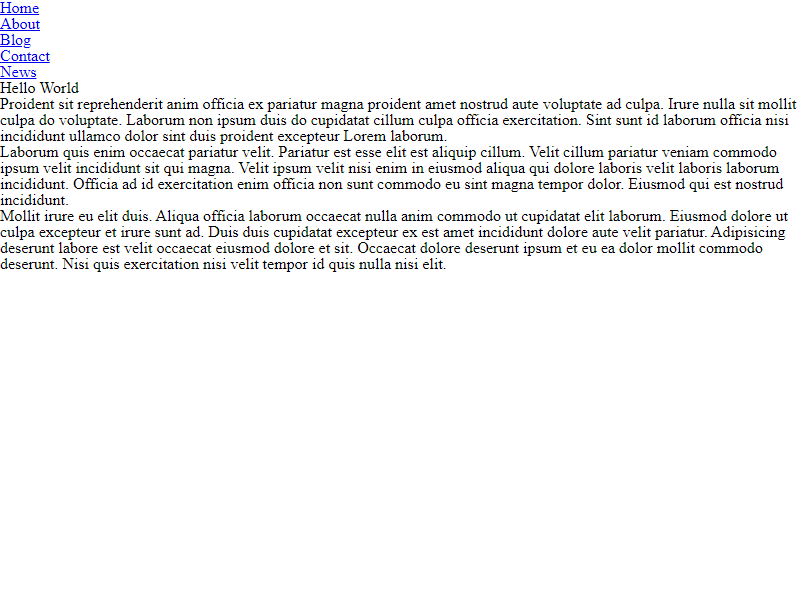 Home
About
Blog
Contact
News
Hello World
Proident sit reprehenderit anim officia ex pariatur magna proident amet nostrud aute voluptate ad culpa. Irure nulla sit mollit
culpa do voluptate. Laborum non ipsum duis do cupidatat cillum culpa officia exercitation. Sint sunt id laborum officia nisi
incididunt ullamco dolor sint duis proident excepteur Lorem laborum.
Laborum quis enim occaecat pariatur velit. Pariatur est esse elit est aliquip cillum. Velit cillum pariatur veniam commodo
ipsum velit incididunt sit qui magna. Velit ipsum velit nisi enim in eiusmod aliqua qui dolore laboris velit laboris laborum
incididunt. Officia ad id exercitation enim officia non sunt commodo eu sint magna tempor dolor. Eiusmod qui est nostrud
incididunt.
Mollit irure eu elit duis. Aliqua officia laborum occaecat nulla anim commodo ut cupidatat elit laborum. Eiusmod dolore ut
culpa excepteur et irure sunt ad. Duis duis cupidatat excepteur ex est amet incididunt dolore aute velit pariatur. Adipisicing
deserunt labore est velit occaecat eiusmod dolore et sit. Occaecat dolore deserunt ipsum et eu ea dolor mollit commodo
deserunt. Nisi quis exercitation nisi velit tempor id quis nulla nisi elit.